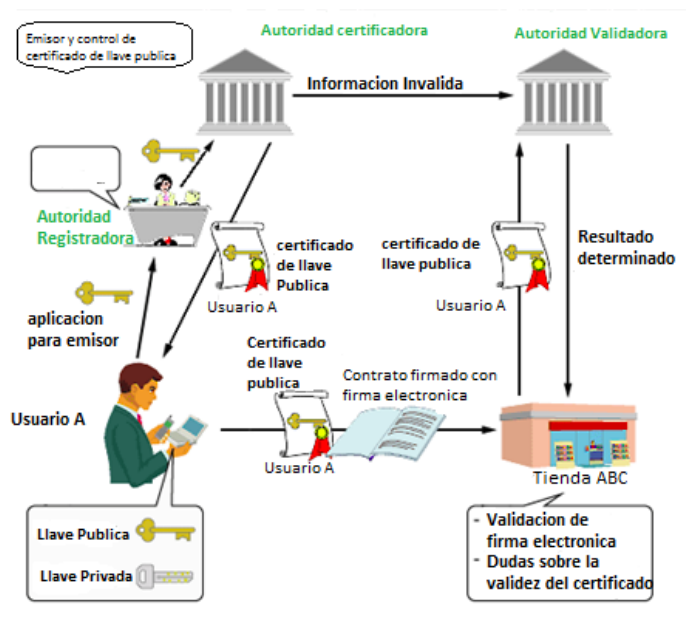 Emisor y control de
certificado de llave publica
Autoridad certificadora
Autoridad Validadora
Informacion Invalida
Autoridad
Registradora
certificado
de llave
Publica
Usuario A
certificado de
llave publica
Usuario A
Resultado
determinado
aplicacion
para emisor
Certificado
de llave
publica
Usuario A
Contrato firmado con
firma electronica
Usuario A
Tienda ABC
Llave Publica
Llave Privada
- Validacion de
firma electronica
- Dudas sobre la
validez del certificado